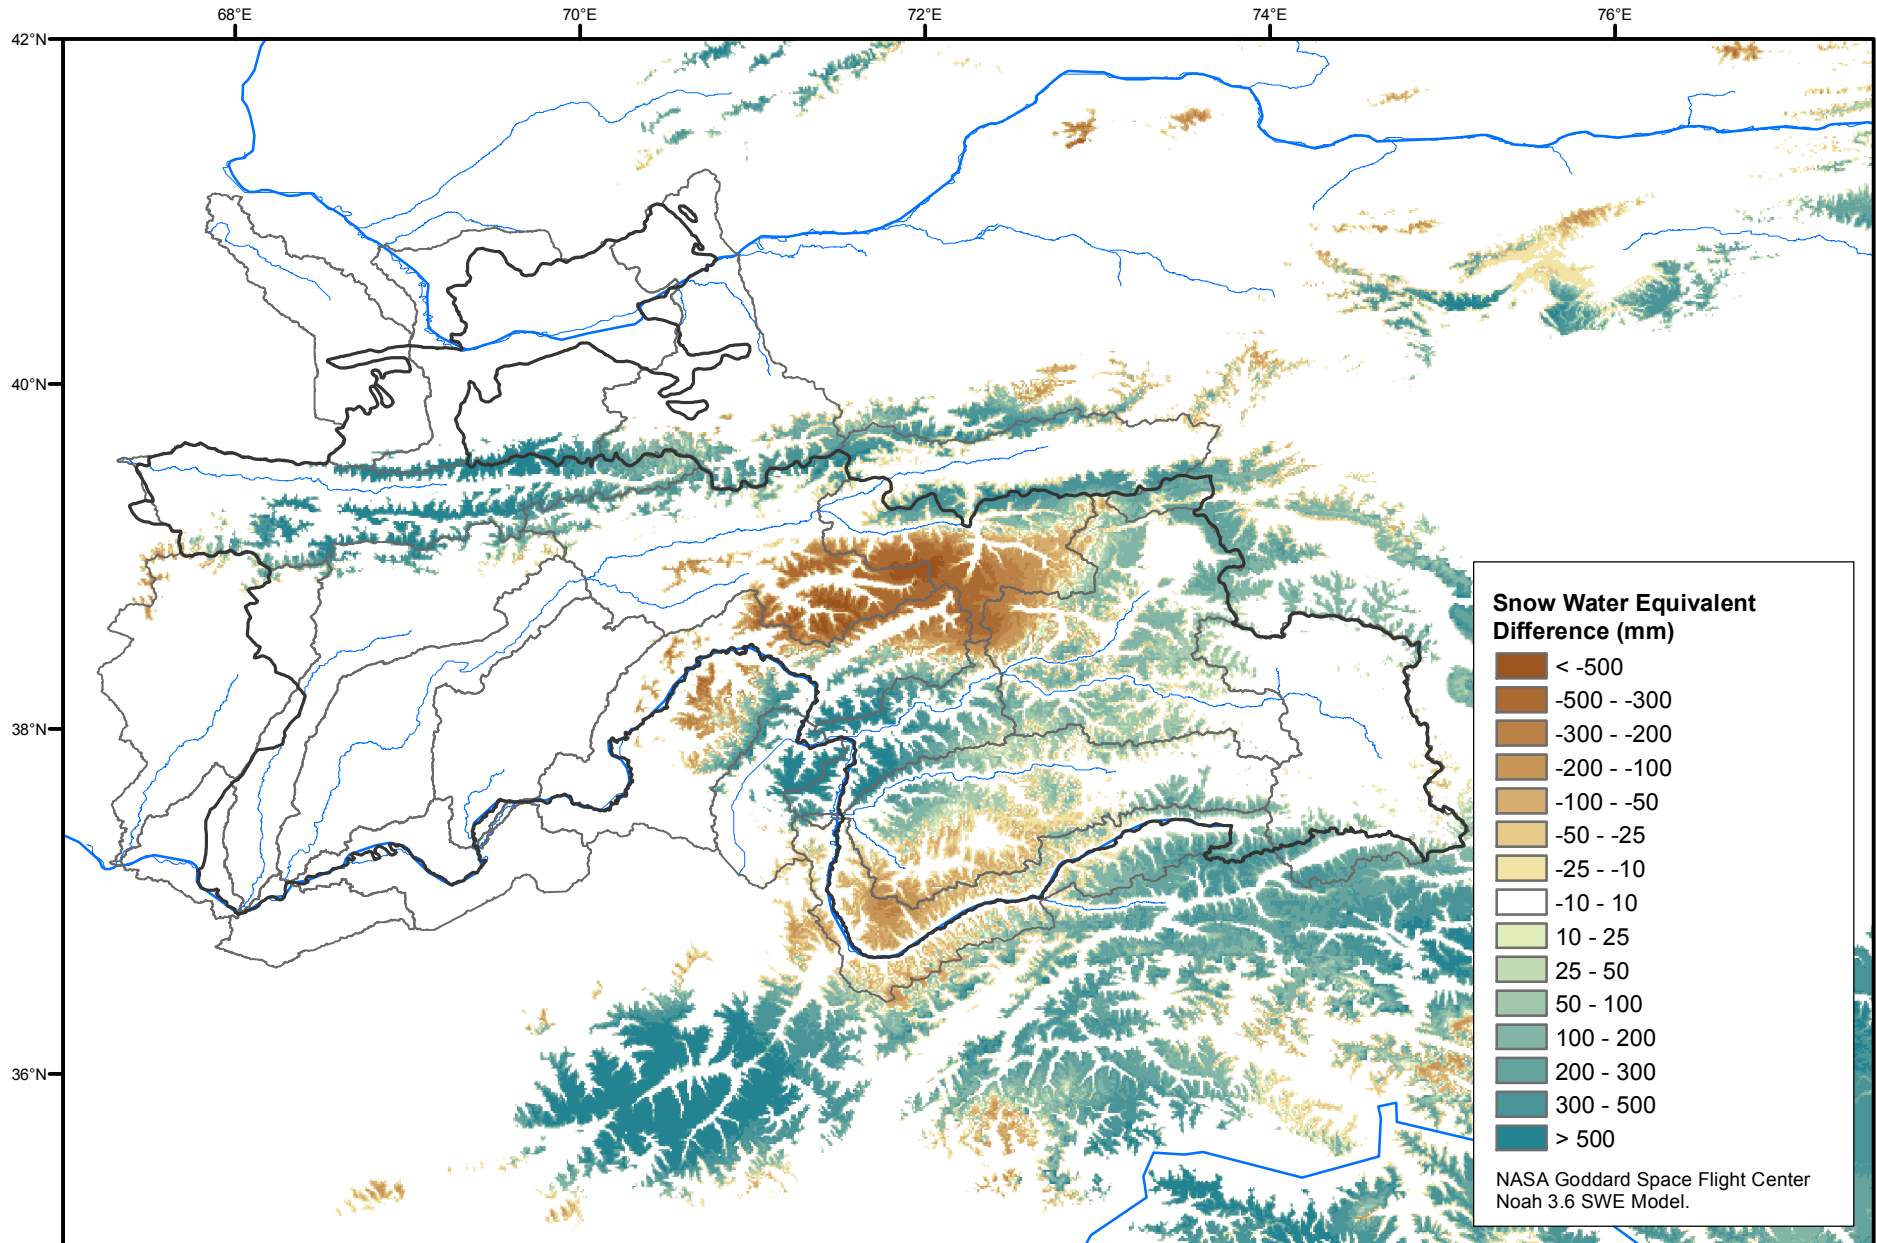 68°E
70°E
72°E
74°E
76°E
42°N
40°N
38°N
36°N
Snow Water Equivalent
Difference (mm)
< -500
-500 - -300
-300 - -200
-200 - -100
-100 - -50
-50 - -25
-25 - -10
-10 - 10
10 - 25
25 - 50
50 - 100
100 - 200
200 - 300
300 - 500
> 500
NASA Goddard Space Flight Center
Noah 3.6 SWE Model.